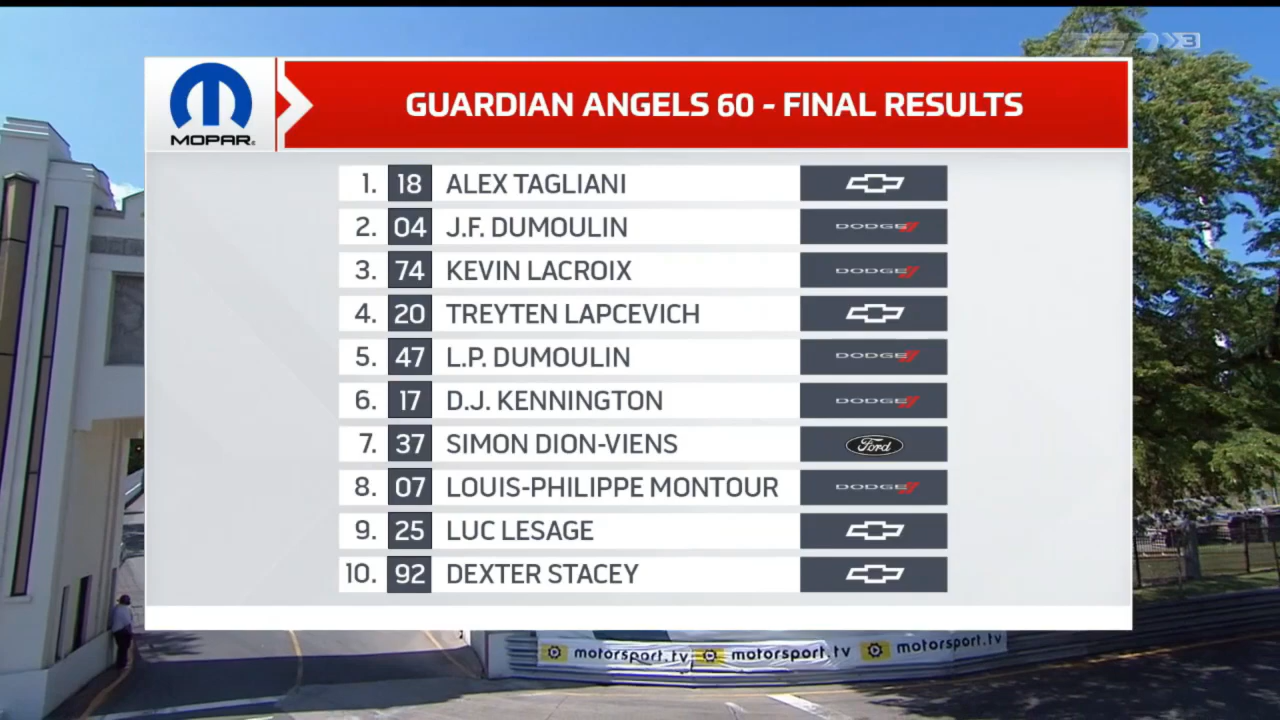 TSN 3
MOPAR
GUARDIAN ANGELS 60 - FINAL RESULTS
1. 18 ALEX TAGLIANI
2. 04 J.F. DUMOULIN DODGE
3. 74 KEVIN LACROIX DODGE
4. 20 TREYTEN LAPCEVICH
5. 47 L.P. DUMOULIN DODGE
6. 17 D.J. KENNINGTON DODGE
7. 37 SIMON DION-VIENS Ford
8. 07 LOUIS-PHILIPPE MONTOUR DODGE
9. 25 LUC LESAGE
10. 92 DEXTER STACEY
motorsport.tv motorsport.tv motorsport.tv